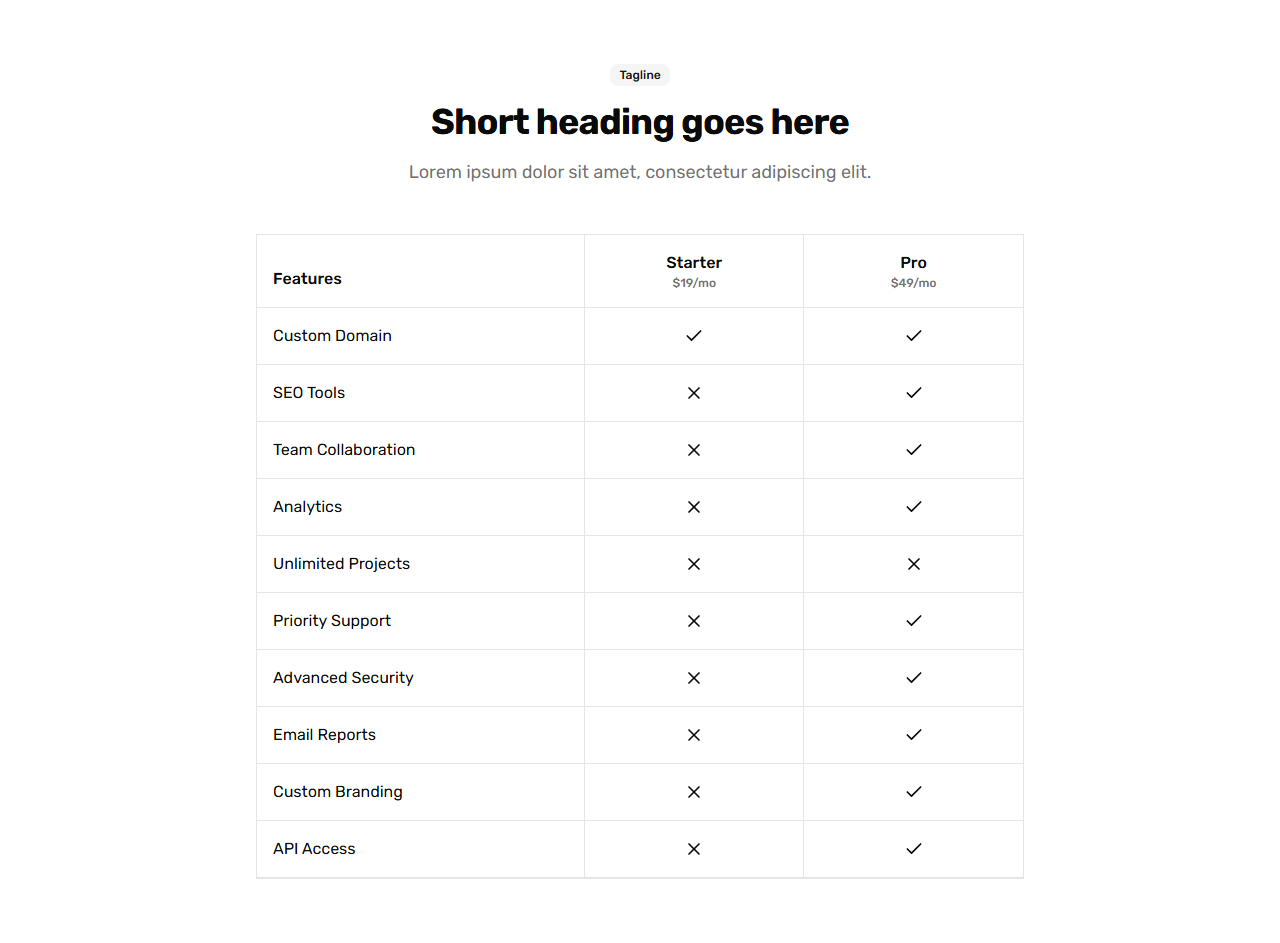 Tagline
Short heading goes here
Lorem ipsum dolor sit amet, consectetur adipiscing elit.
Features
Starter
$19/mo
Pro
$49/mo
Custom Domain
SEO Tools
Team Collaboration
Analytics
Unlimited Projects
Priority Support
Advanced Security
Email Reports
Custom Branding
API Access